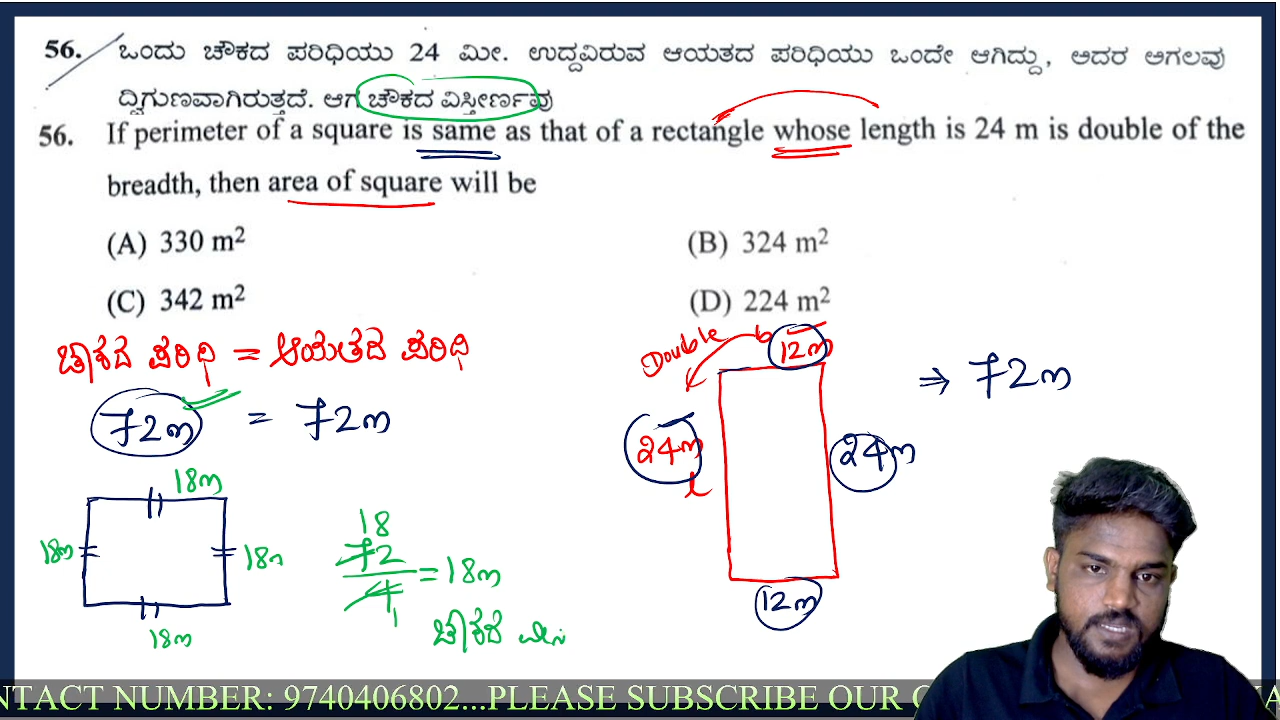 56. ಒಂದು ಚೌಕದ ಪರಿಧಿಯು 24 ಮೀ. ಉದ್ದವಿರುವ ಆಯತದ ಪರಿಧಿಯು ಒಂದೇ ಆಗಿದ್ದು, ಅದರ ಅಗಲವು
ದ್ವಿಗುಣವಾಗಿರುತ್ತದೆ. ಆಗ ಚೌಕದ ವಿಸ್ತೀರ್ಣವು
56. If perimeter of a square is same as that of a rectangle whose length is 24 m is double of the
breadth, then area of square will be
(A) 330 m²
(B) 324 m²
(C) 342 m²
(D) 224 m²
ಚೌಕದ ಪರಿಧಿ = ಆಯತದ ಪರಿಧಿ
72m = 72m
18m
18m
18m
18m
18
72
4
1
= 18m
ಚೌಕದ
Double
b
12m
24m
l
24m
12m
⇒ 72m
NTACT NUMBER: 9740406802...PLEASE SUBSCRIBE OUR